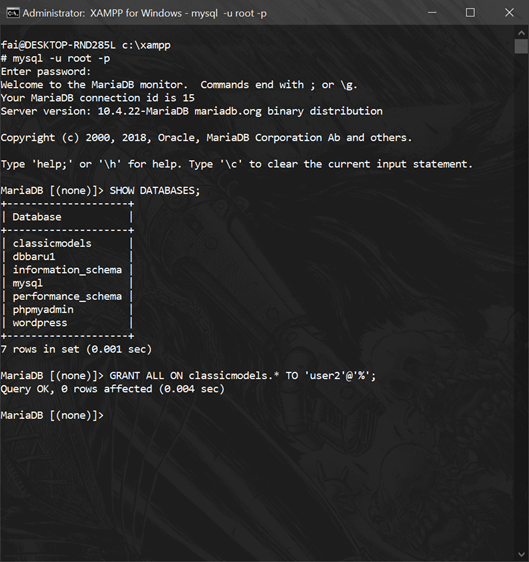 Administrator: XAMPP for Windows - mysql -u root -p
fai@DESKTOP-RND285L c:\xampp
# mysql -u root -p
Enter password:
Welcome to the MariaDB monitor.  Commands end with ; or \g.
Your MariaDB connection id is 15
Server version: 10.4.22-MariaDB mariadb.org binary distribution
Copyright (c) 2000, 2018, Oracle, MariaDB Corporation Ab and others.
Type 'help;' or '\h' for help. Type '\c' to clear the current input statement.
MariaDB [(none)]> SHOW DATABASES;
+--------------------+
| Database           |
+--------------------+
| classicmodels      |
| dbbaru1            |
| information_schema |
| mysql              |
| performance_schema |
| phpmyadmin         |
| wordpress          |
+--------------------+
7 rows in set (0.001 sec)
MariaDB [(none)]> GRANT ALL ON classicmodels.* TO 'user2'@'%';
Query OK, 0 rows affected (0.004 sec)
MariaDB [(none)]>